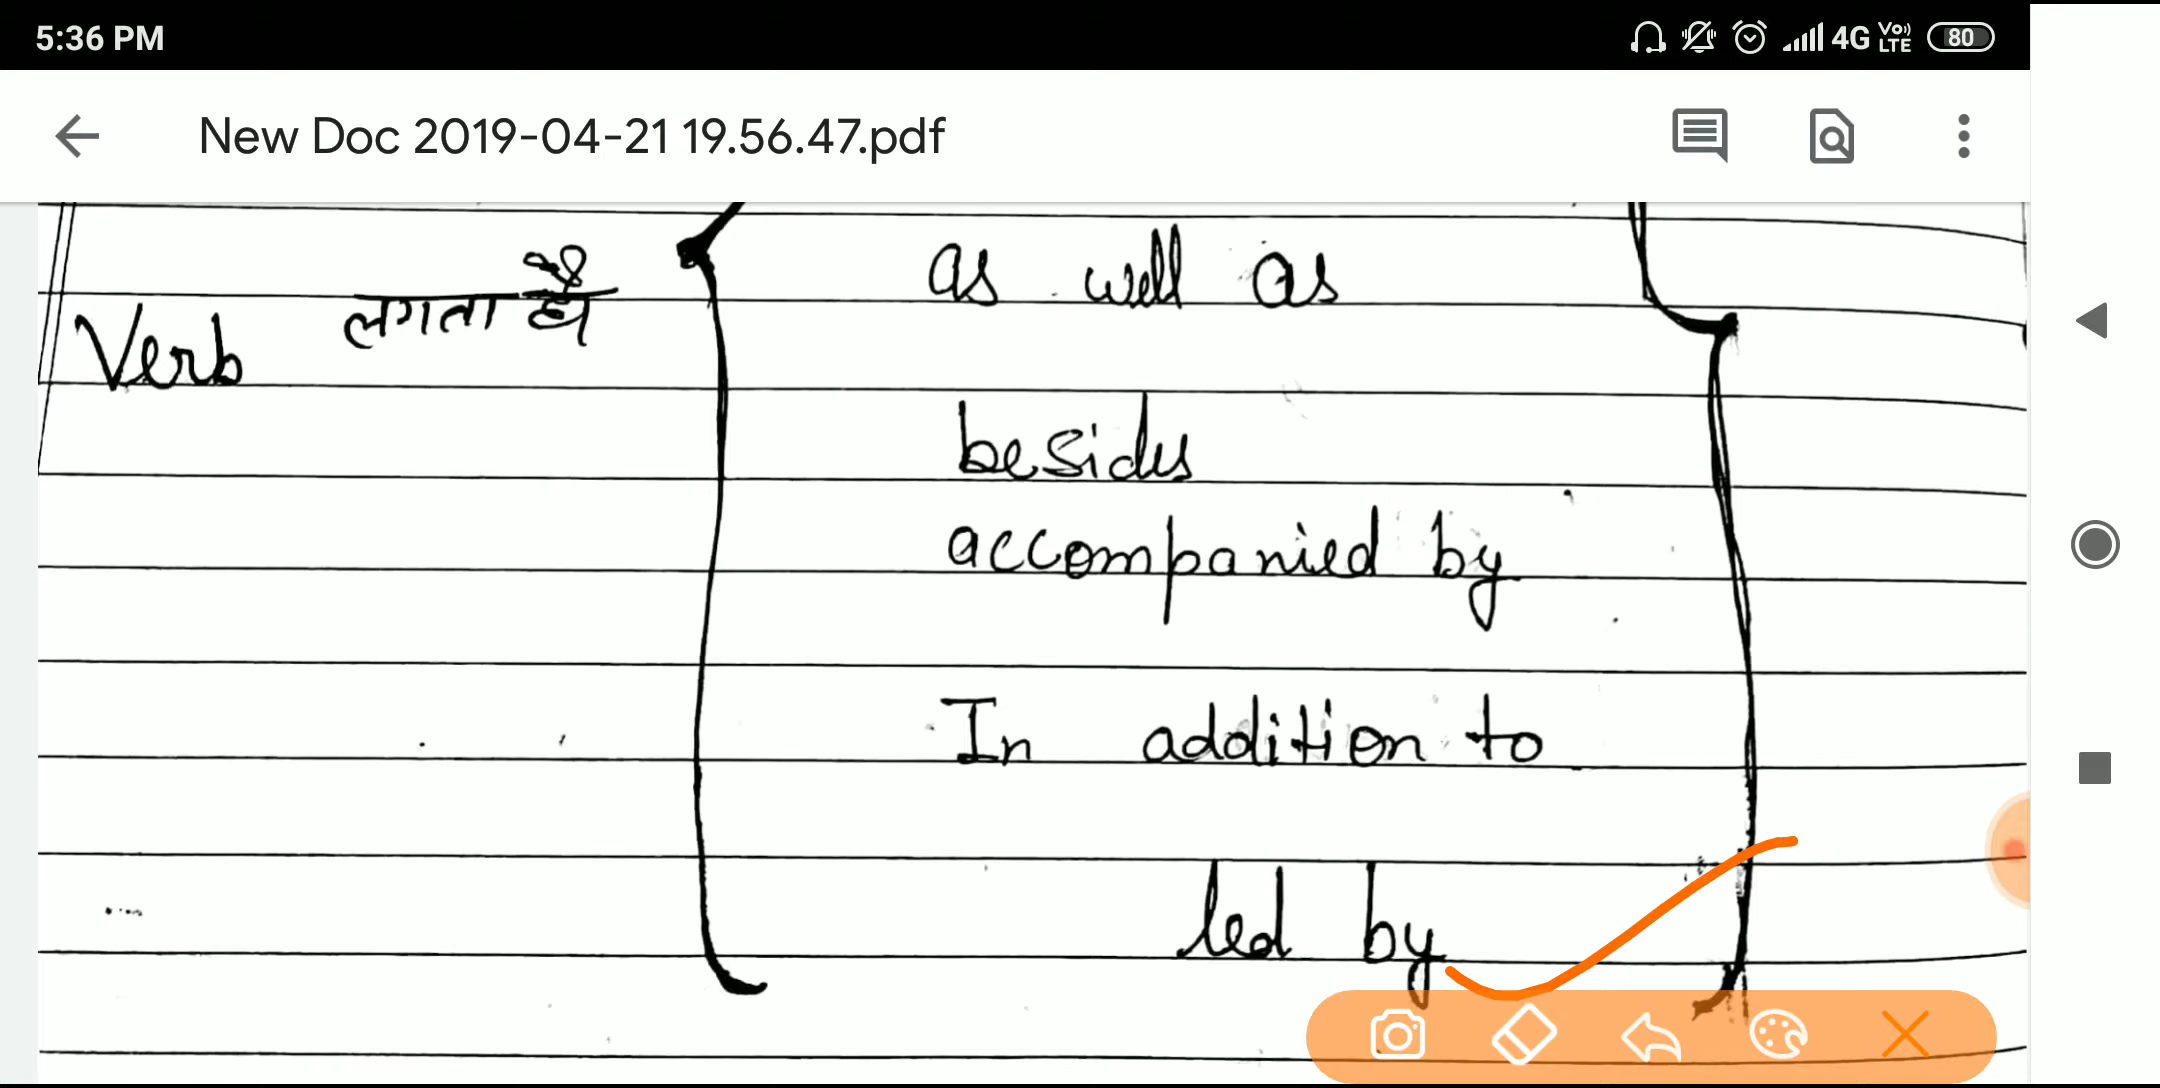 5:36 PM 4G VoLTE 80
New Doc 2019-04-21 19.56.47.pdf
as well as
Verb लगता है
besides
accompanied by
In addition to
led by